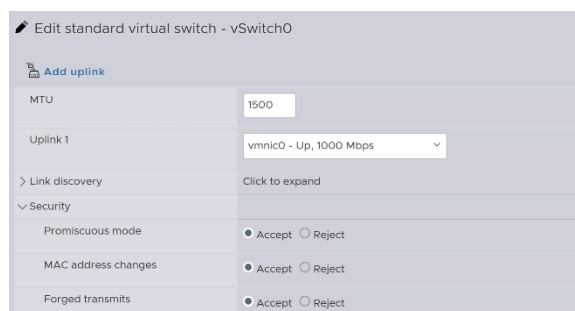 Edit standard virtual switch - vSwitch0
Add uplink
MTU 1500
Uplink 1 vmnic0 - Up, 1000 Mbps
Link discovery Click to expand
Security
Promiscuous mode Accept Reject
MAC address changes Accept Reject
Forged transmits Accept Reject